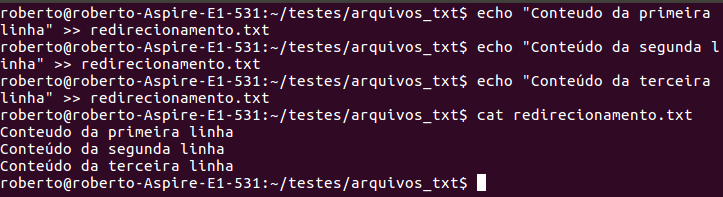 roberto@roberto-Aspire-E1-531:~/testes/arquivos_txt$ echo "Conteudo da primeira
linha" >> redirecionamento.txt
roberto@roberto-Aspire-E1-531:~/testes/arquivos_txt$ echo "Conteúdo da segunda l
inha" >> redirecionamento.txt
roberto@roberto-Aspire-E1-531:~/testes/arquivos_txt$ echo "Conteúdo da terceira
linha" >> redirecionamento.txt
roberto@roberto-Aspire-E1-531:~/testes/arquivos_txt$ cat redirecionamento.txt
Conteudo da primeira linha
Conteúdo da segunda linha
Conteúdo da terceira linha
roberto@roberto-Aspire-E1-531:~/testes/arquivos_txt$